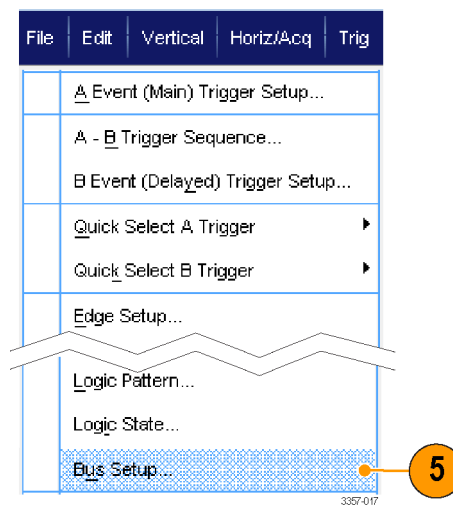 File Edit Vertical Horiz/Acq Trig
A Event (Main) Trigger Setup...
A - B Trigger Sequence...
B Event (Delayed) Trigger Setup...
Quick Select A Trigger
Quick Select B Trigger
Edge Setup...
Logic Pattern...
Logic State...
Bus Setup...
5
3357-017